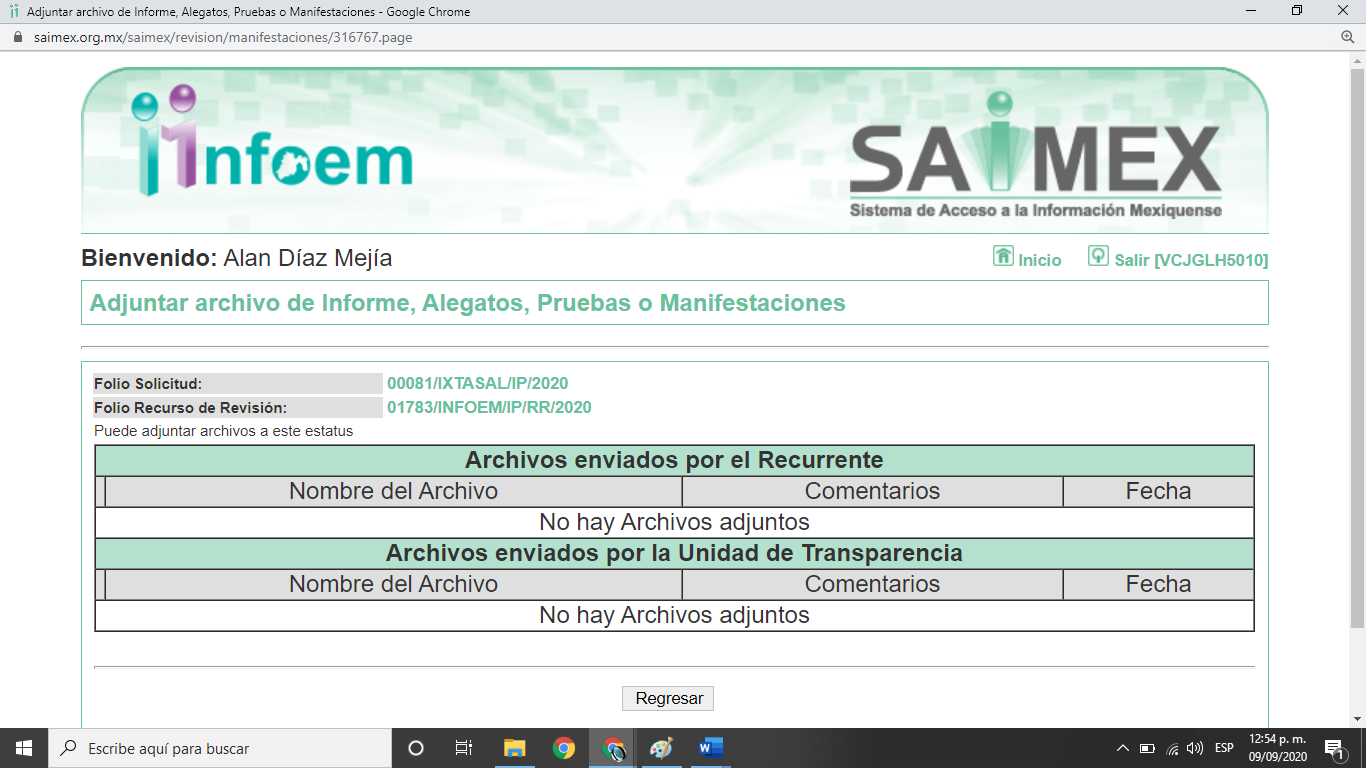 Adjuntar archivo de Informe, Alegatos, Pruebas o Manifestaciones - Google Chrome
saimex.org.mx/saimex/revision/manifestaciones/316767.page
infoem
SAIMEX
Sistema de Acceso a la Información Mexiquense
Bienvenido: Alan Díaz Mejía Inicio Salir [VCJGLH5010]
Adjuntar archivo de Informe, Alegatos, Pruebas o Manifestaciones
Folio Solicitud: 00081/IXTASAL/IP/2020
Folio Recurso de Revisión: 01783/INFOEM/IP/RR/2020
Puede adjuntar archivos a este estatus
Archivos enviados por el Recurrente
Nombre del Archivo Comentarios Fecha
No hay Archivos adjuntos
Archivos enviados por la Unidad de Transparencia
Nombre del Archivo Comentarios Fecha
No hay Archivos adjuntos
Regresar
Escribe aquí para buscar
ESP
12:54 p. m.
09/09/2020
1